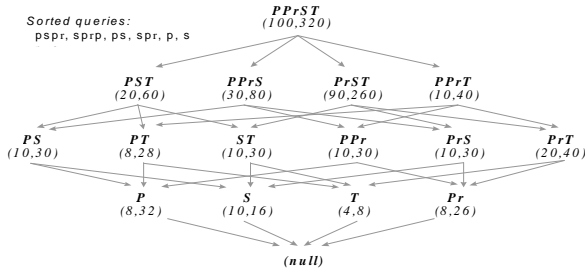 PPrST
(100,320)
Sorted queries:
pspr, sprp, ps, spr, p, s
PST PPrS PrST PPrT
(20,60) (30,80) (90,260) (10,40)
PS PT ST PPr PrS PrT
(10,30) (8,28) (10,30) (10,30) (10,30) (20,40)
P S T Pr
(8,32) (10,16) (4,8) (8,26)
(null)